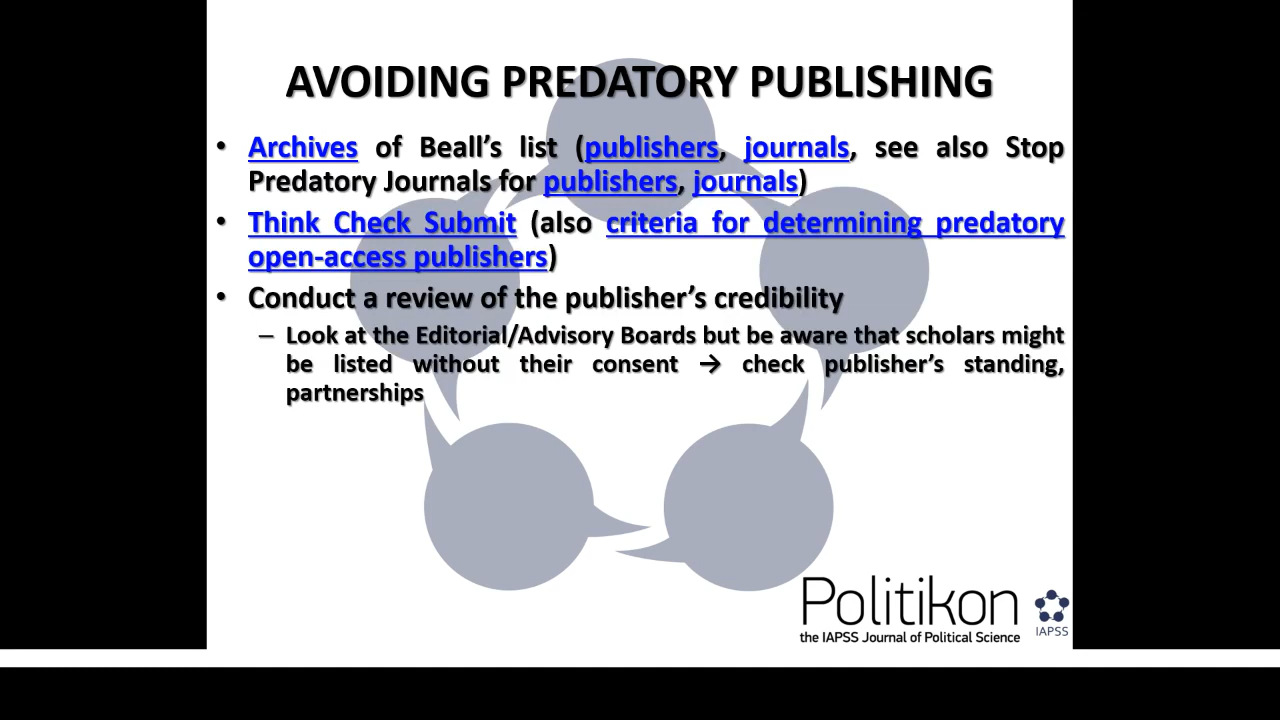 AVOIDING PREDATORY PUBLISHING
• Archives of Beall’s list (publishers, journals, see also Stop
Predatory Journals for publishers, journals)
• Think Check Submit (also criteria for determining predatory
open-access publishers)
• Conduct a review of the publisher’s credibility
– Look at the Editorial/Advisory Boards but be aware that scholars might
be listed without their consent → check publisher’s standing,
partnerships
Politikon
the IAPSS Journal of Political Science
IAPSS